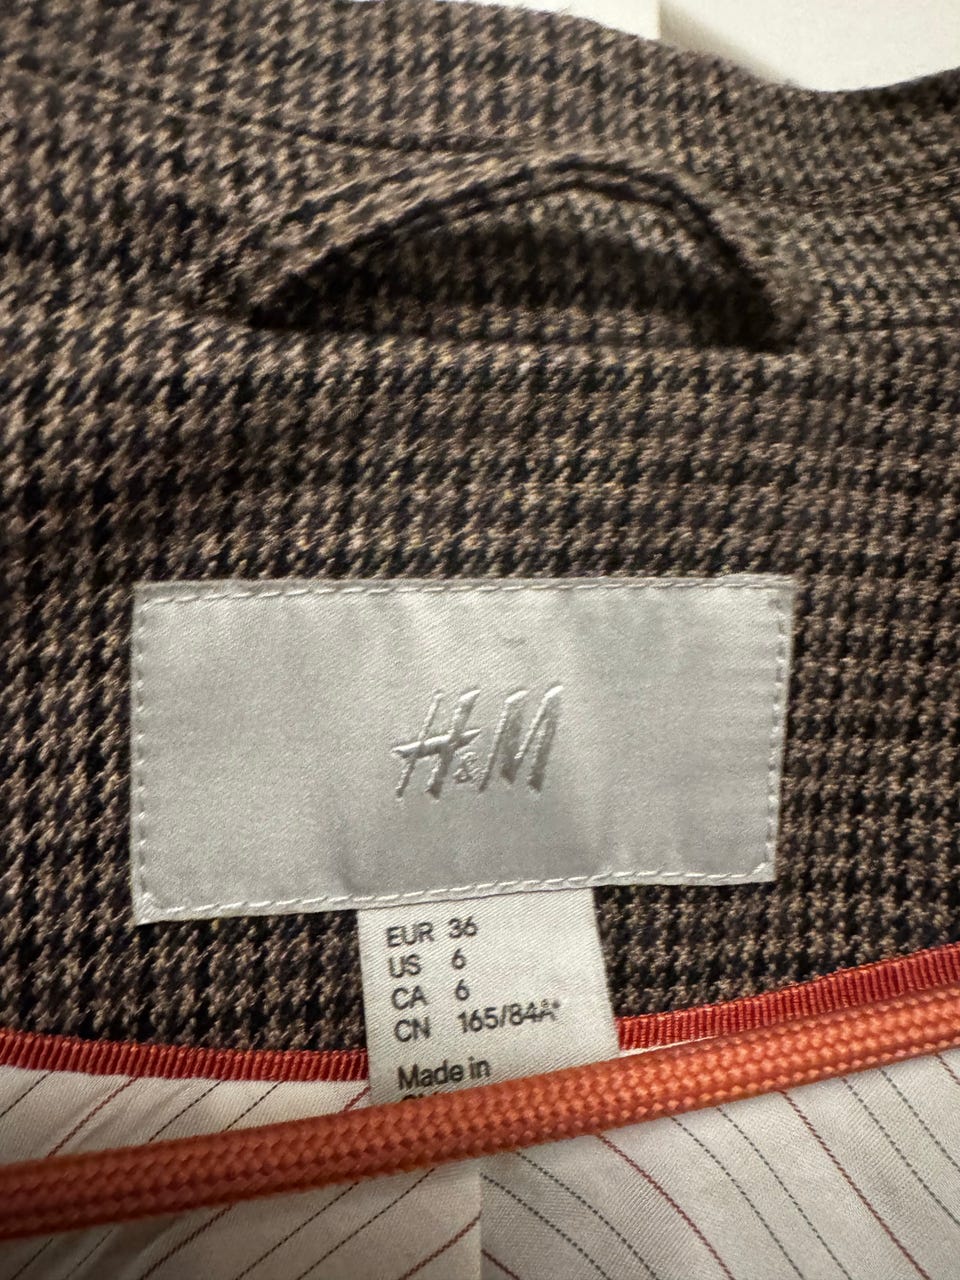 H&M
EUR 36
US 6
CA 6
CN 165/84A*
Made in